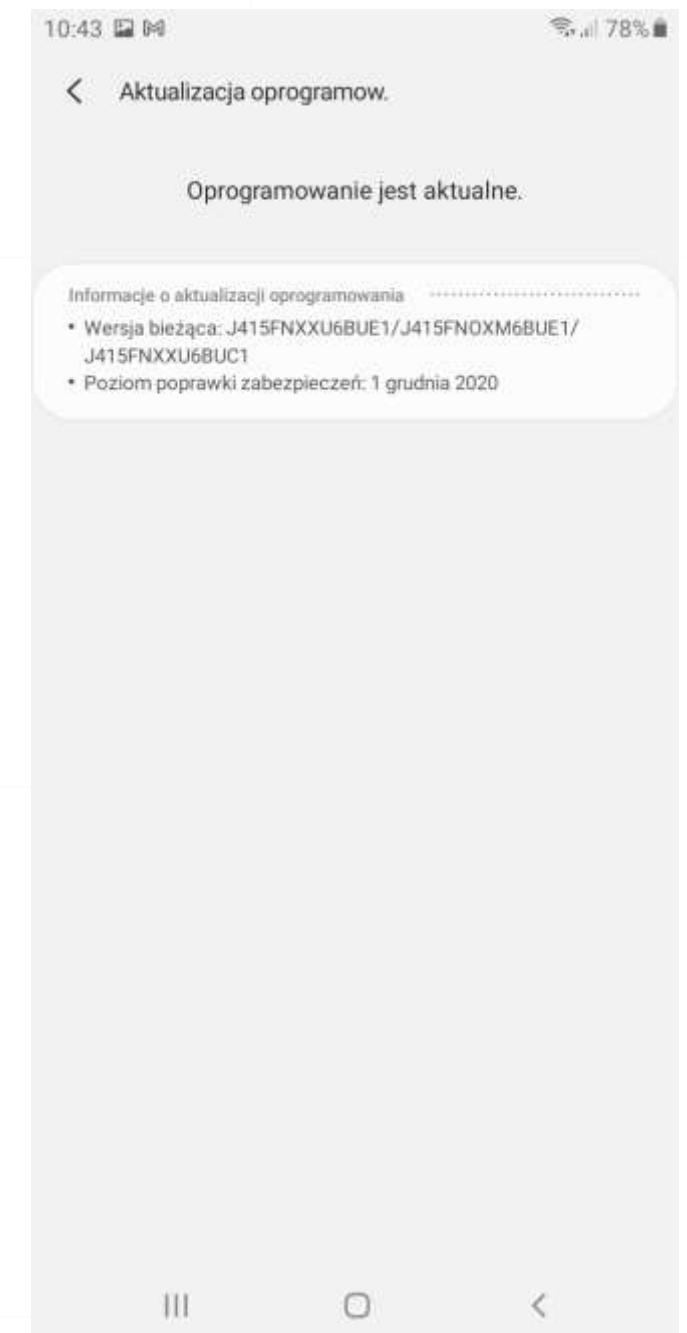 10:43 78%
Aktualizacja oprogramow.
Oprogramowanie jest aktualne.
Informacje o aktualizacji oprogramowania
• Wersja bieżąca: J415FNXXU6BUE1/J415FNOXM6BUE1/
J415FNXXU6BUC1
• Poziom poprawki zabezpieczeń: 1 grudnia 2020